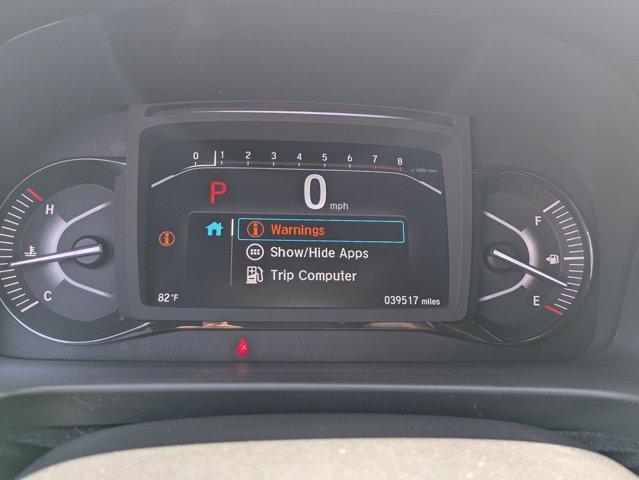 0 1 2 3 4 5 6 7 8
x1000r/min
P 0 mph
H
C
F
E
Warnings
Show/Hide Apps
Trip Computer
82°F
039517 miles